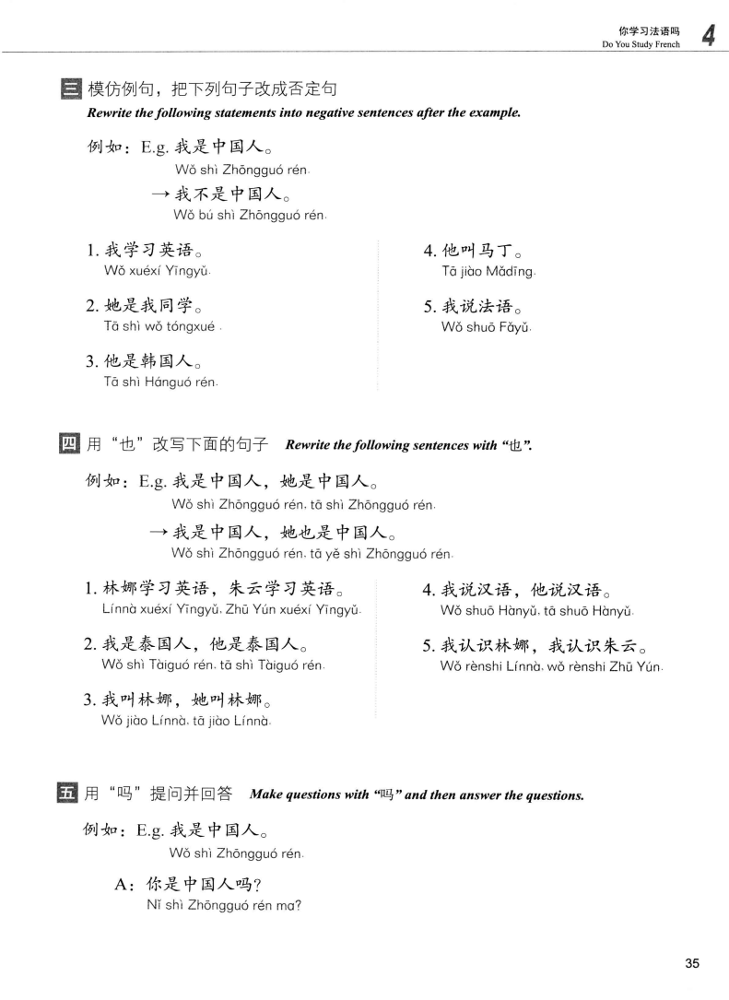 你学习法语吗
Do You Study French
4
三 模仿例句，把下列句子改成否定句
Rewrite the following statements into negative sentences after the example.
例如：E.g. 我是中国人。
Wǒ shì Zhōngguó rén.
→ 我不是中国人。
Wǒ bú shì Zhōngguó rén.
1. 我学习英语。
Wǒ xuéxí Yīngyǔ.
2. 她是我同学。
Tā shì wǒ tóngxué .
3. 他是韩国人。
Tā shì Hánguó rén.
4. 他叫马丁。
Tā jiào Mǎdīng.
5. 我说法语。
Wǒ shuō Fǎyǔ.
四 用“也”改写下面的句子 Rewrite the following sentences with “也”.
例如：E.g. 我是中国人，她是中国人。
Wǒ shì Zhōngguó rén, tā shì Zhōngguó rén.
→ 我是中国人，她也是中国人。
Wǒ shì Zhōngguó rén, tā yě shì Zhōngguó rén.
1. 林娜学习英语，朱云学习英语。
Línnà xuéxí Yīngyǔ, Zhū Yún xuéxí Yīngyǔ.
2. 我是泰国人，他是泰国人。
Wǒ shì Tàiguó rén, tā shì Tàiguó rén.
3. 我叫林娜，她叫林娜。
Wǒ jiào Línnà, tā jiào Línnà.
4. 我说汉语，他说汉语。
Wǒ shuō Hànyǔ, tā shuō Hànyǔ.
5. 我认识林娜，我认识朱云。
Wǒ rènshi Línnà, wǒ rènshi Zhū Yún.
五 用“吗”提问并回答 Make questions with “吗” and then answer the questions.
例如：E.g. 我是中国人。
Wǒ shì Zhōngguó rén.
A：你是中国人吗？
Nǐ shì Zhōngguó rén ma?
35